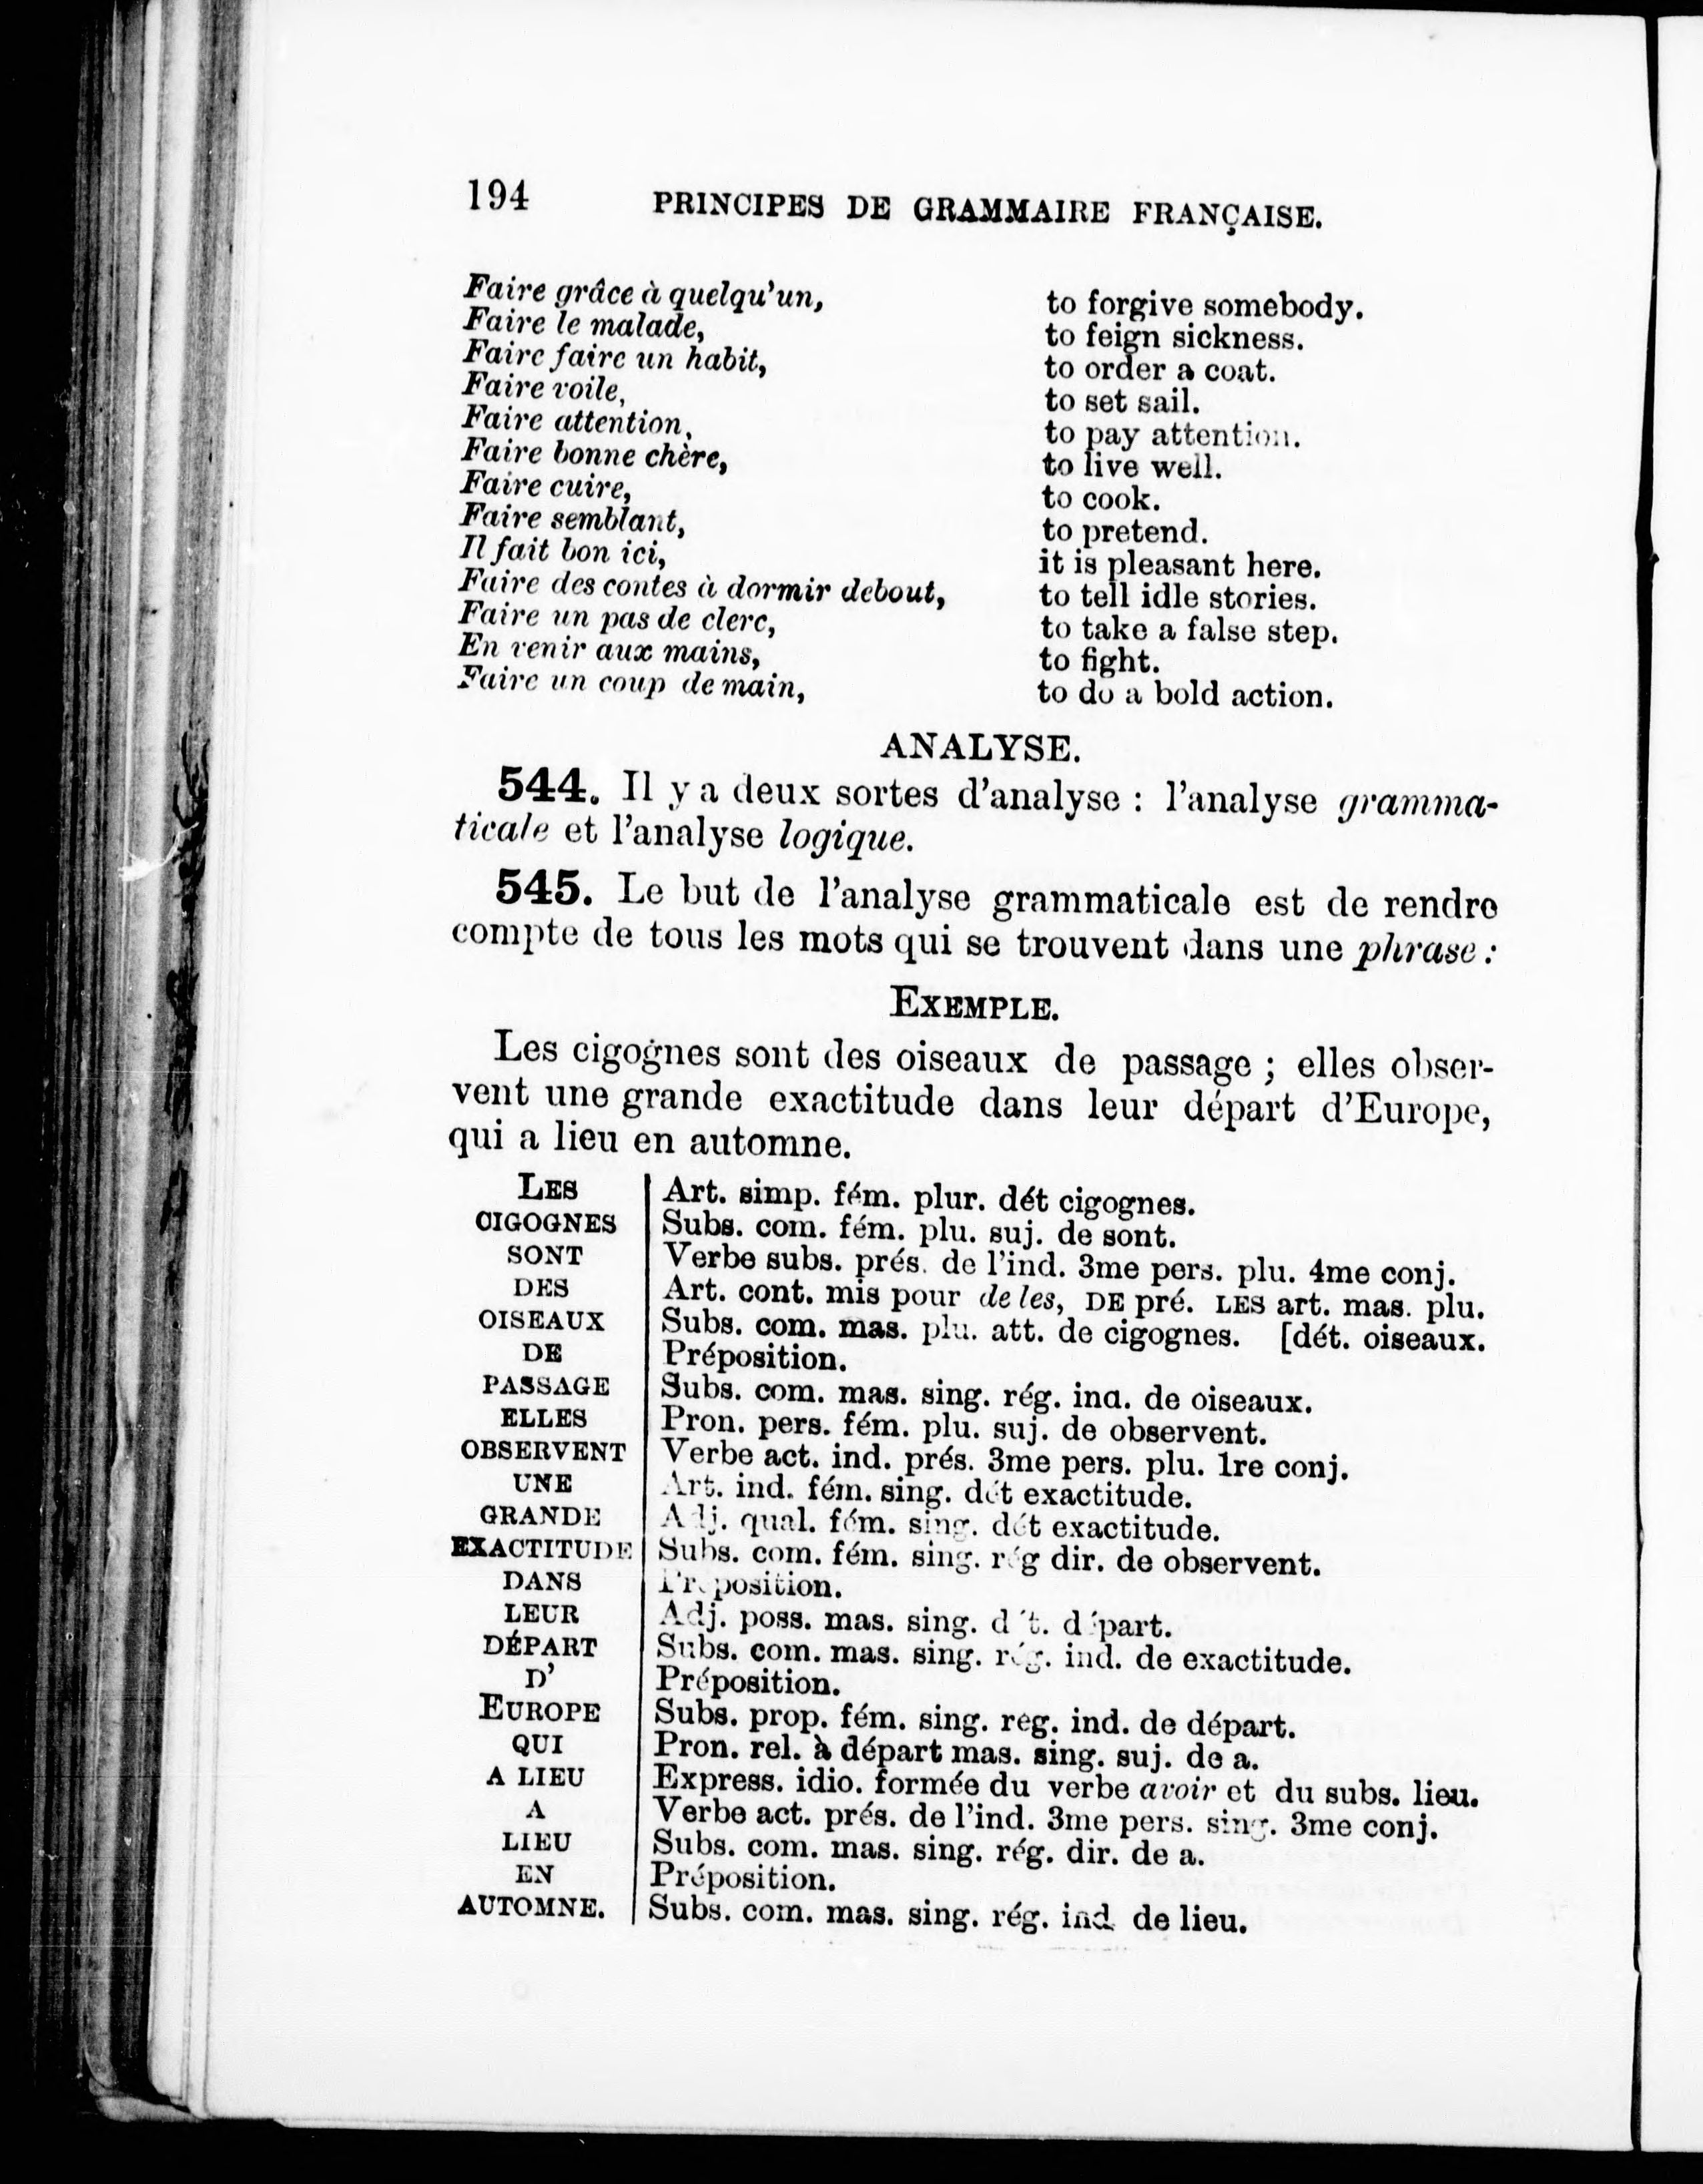 194 PRINCIPES DE GRAMMAIRE FRANÇAISE.
Faire grâce à quelqu'un, to forgive somebody.
Faire le malade, to feign sickness.
Faire faire un habit, to order a coat.
Faire voile, to set sail.
Faire attention, to pay attention.
Faire bonne chère, to live well.
Faire cuire, to cook.
Faire semblant, to pretend.
Il fait bon ici, it is pleasant here.
Faire des contes à dormir debout, to tell idle stories.
Faire un pas de clerc, to take a false step.
En venir aux mains, to fight.
Faire un coup de main, to do a bold action.
ANALYSE.
544. Il y a deux sortes d'analyse : l'analyse gramma-
ticale et l'analyse logique.
545. Le but de l'analyse grammaticale est de rendre
compte de tous les mots qui se trouvent dans une phrase :
EXEMPLE.
Les cigognes sont des oiseaux de passage ; elles obser-
vent une grande exactitude dans leur départ d'Europe,
qui a lieu en automne.
LES Art. simp. fém. plur. dét cigognes.
CIGOGNES Subs. com. fém. plu. suj. de sont.
SONT Verbe subs. prés. de l'ind. 3me pers. plu. 4me conj.
DES Art. cont. mis pour de les, DE pré. LES art. mas. plu.
OISEAUX Subs. com. mas. plu. att. de cigognes. [dét. oiseaux.
DE Préposition.
PASSAGE Subs. com. mas. sing. rég. ind. de oiseaux.
ELLES Pron. pers. fém. plu. suj. de observent.
OBSERVENT Verbe act. ind. prés. 3me pers. plu. 1re conj.
UNE Art. ind. fém. sing. dét exactitude.
GRANDE Adj. qual. fém. sing. dét exactitude.
EXACTITUDE Subs. com. fém. sing. rég dir. de observent.
DANS Préposition.
LEUR Adj. poss. mas. sing. dét. départ.
DÉPART Subs. com. mas. sing. rég. ind. de exactitude.
D' Préposition.
EUROPE Subs. prop. fém. sing. reg. ind. de départ.
QUI Pron. rel. à départ mas. sing. suj. de a.
A LIEU Express. idio. formée du verbe avoir et du subs. lieu.
A Verbe act. prés. de l'ind. 3me pers. sing. 3me conj.
LIEU Subs. com. mas. sing. rég. dir. de a.
EN Préposition.
AUTOMNE. Subs. com. mas. sing. rég. ind. de lieu.